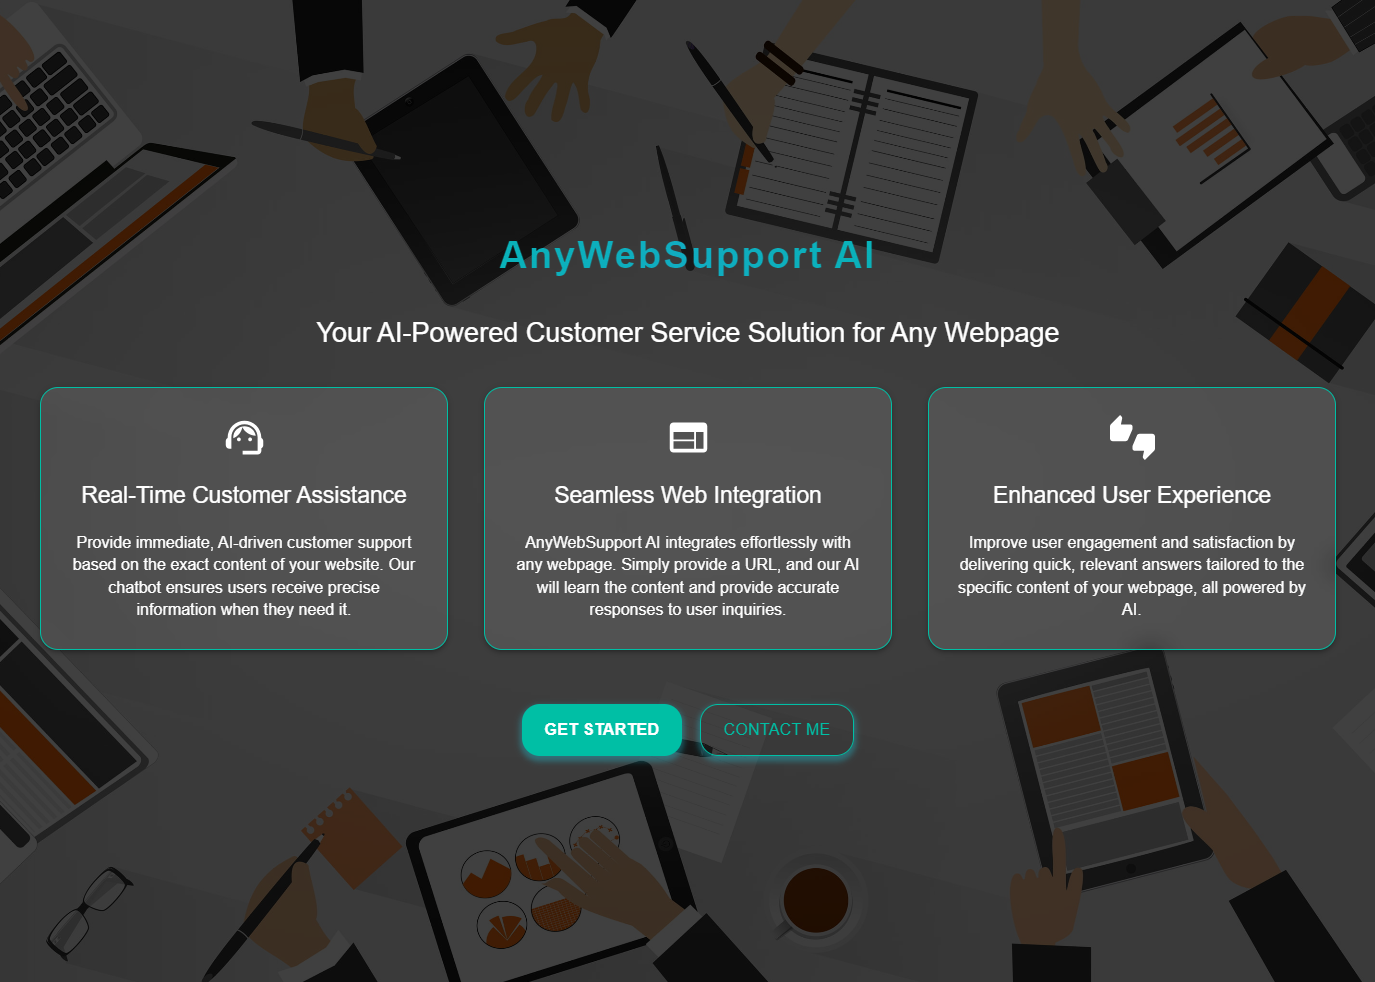 AnyWebSupport AI
Your AI-Powered Customer Service Solution for Any Webpage
Real-Time Customer Assistance
Provide immediate, AI-driven customer support
based on the exact content of your website. Our
chatbot ensures users receive precise
information when they need it.
Seamless Web Integration
AnyWebSupport AI integrates effortlessly with
any webpage. Simply provide a URL, and our AI
will learn the content and provide accurate
responses to user inquiries.
Enhanced User Experience
Improve user engagement and satisfaction by
delivering quick, relevant answers tailored to the
specific content of your webpage, all powered by
AI.
GET STARTED
CONTACT ME